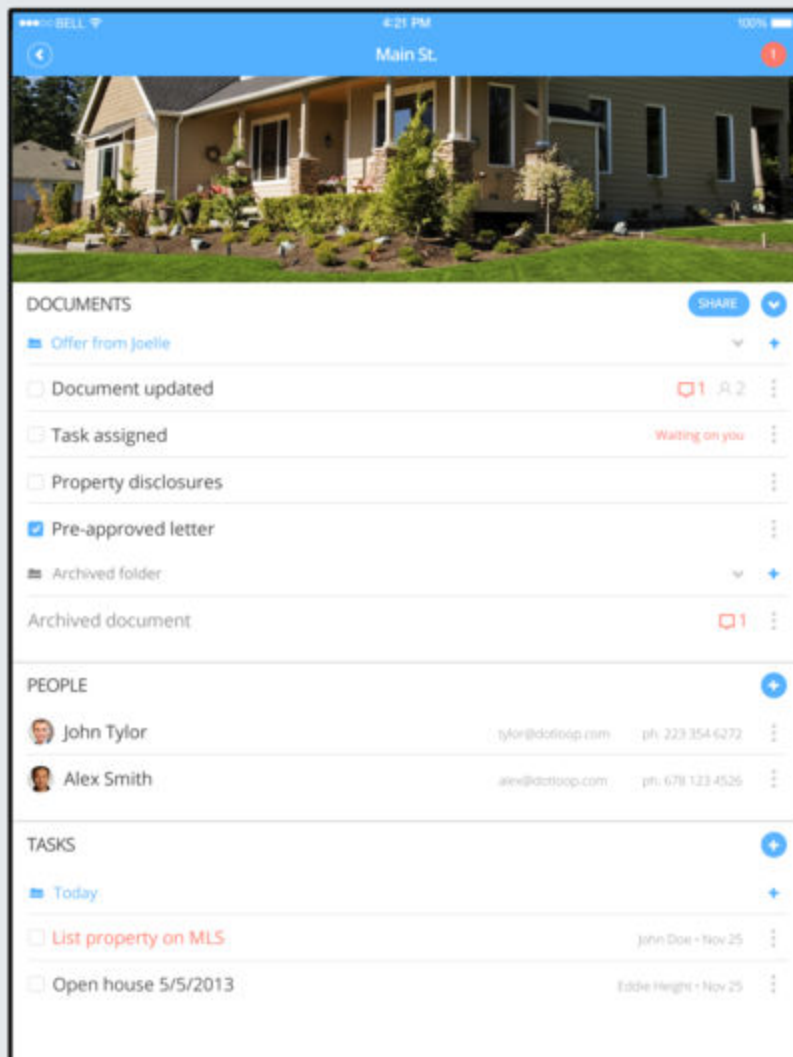 BELL 4:21 PM 100%
Main St. 1
DOCUMENTS SHARE
Offer from Joelle
Document updated 1 2
Task assigned Waiting on you
Property disclosures
Pre-approved letter
Archived folder
Archived document 1
PEOPLE
John Tylor tylor@dotloop.com ph. 223 354 6272
Alex Smith alex@dotloop.com ph. 678 123 4526
TASKS
Today
List property on MLS John Doe • Nov 25
Open house 5/5/2013 Eddie Height • Nov 25